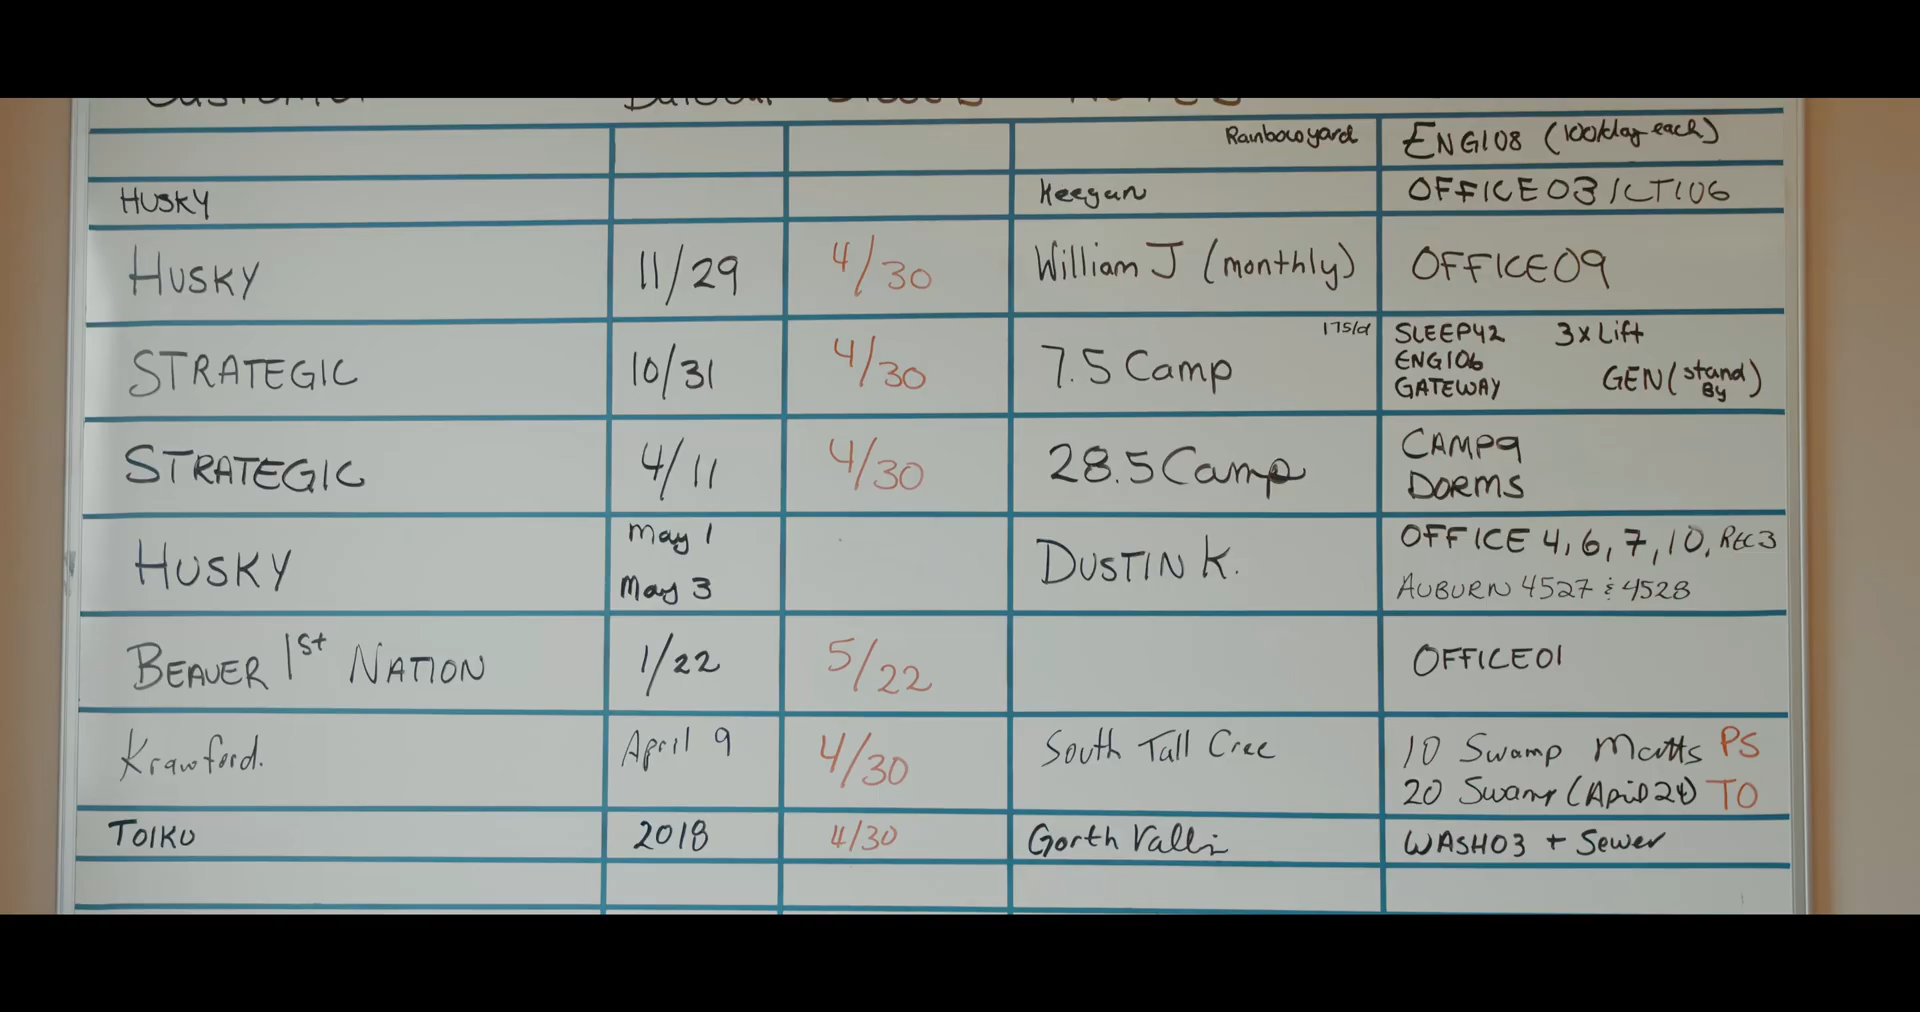 Customer
Rainbow yard ENG108 (100/day each)
HUSKY Keegan OFFICE03/CT106
HUSKY 11/29 4/30 William J (monthly) OFFICE09
STRATEGIC 10/31 4/30 7.5 Camp 175/d SLEEP42 3x Lift
ENG106
GATEWAY GEN (stand By)
STRATEGIC 4/11 4/30 28.5 Camp CAMP9
DORMS
HUSKY May 1 DUSTIN K. OFFICE 4, 6, 7, 10, REC 3
May 3 AUBURN 4527 & 4528
BEAVER 1st NATION 1/22 5/22 OFFICE01
Krawford. April 9 4/30 South Tall Cree 10 Swamp Matts PS
20 Swamp (April 24) TO
TOIKO 2018 4/30 WASH03 + Sewer